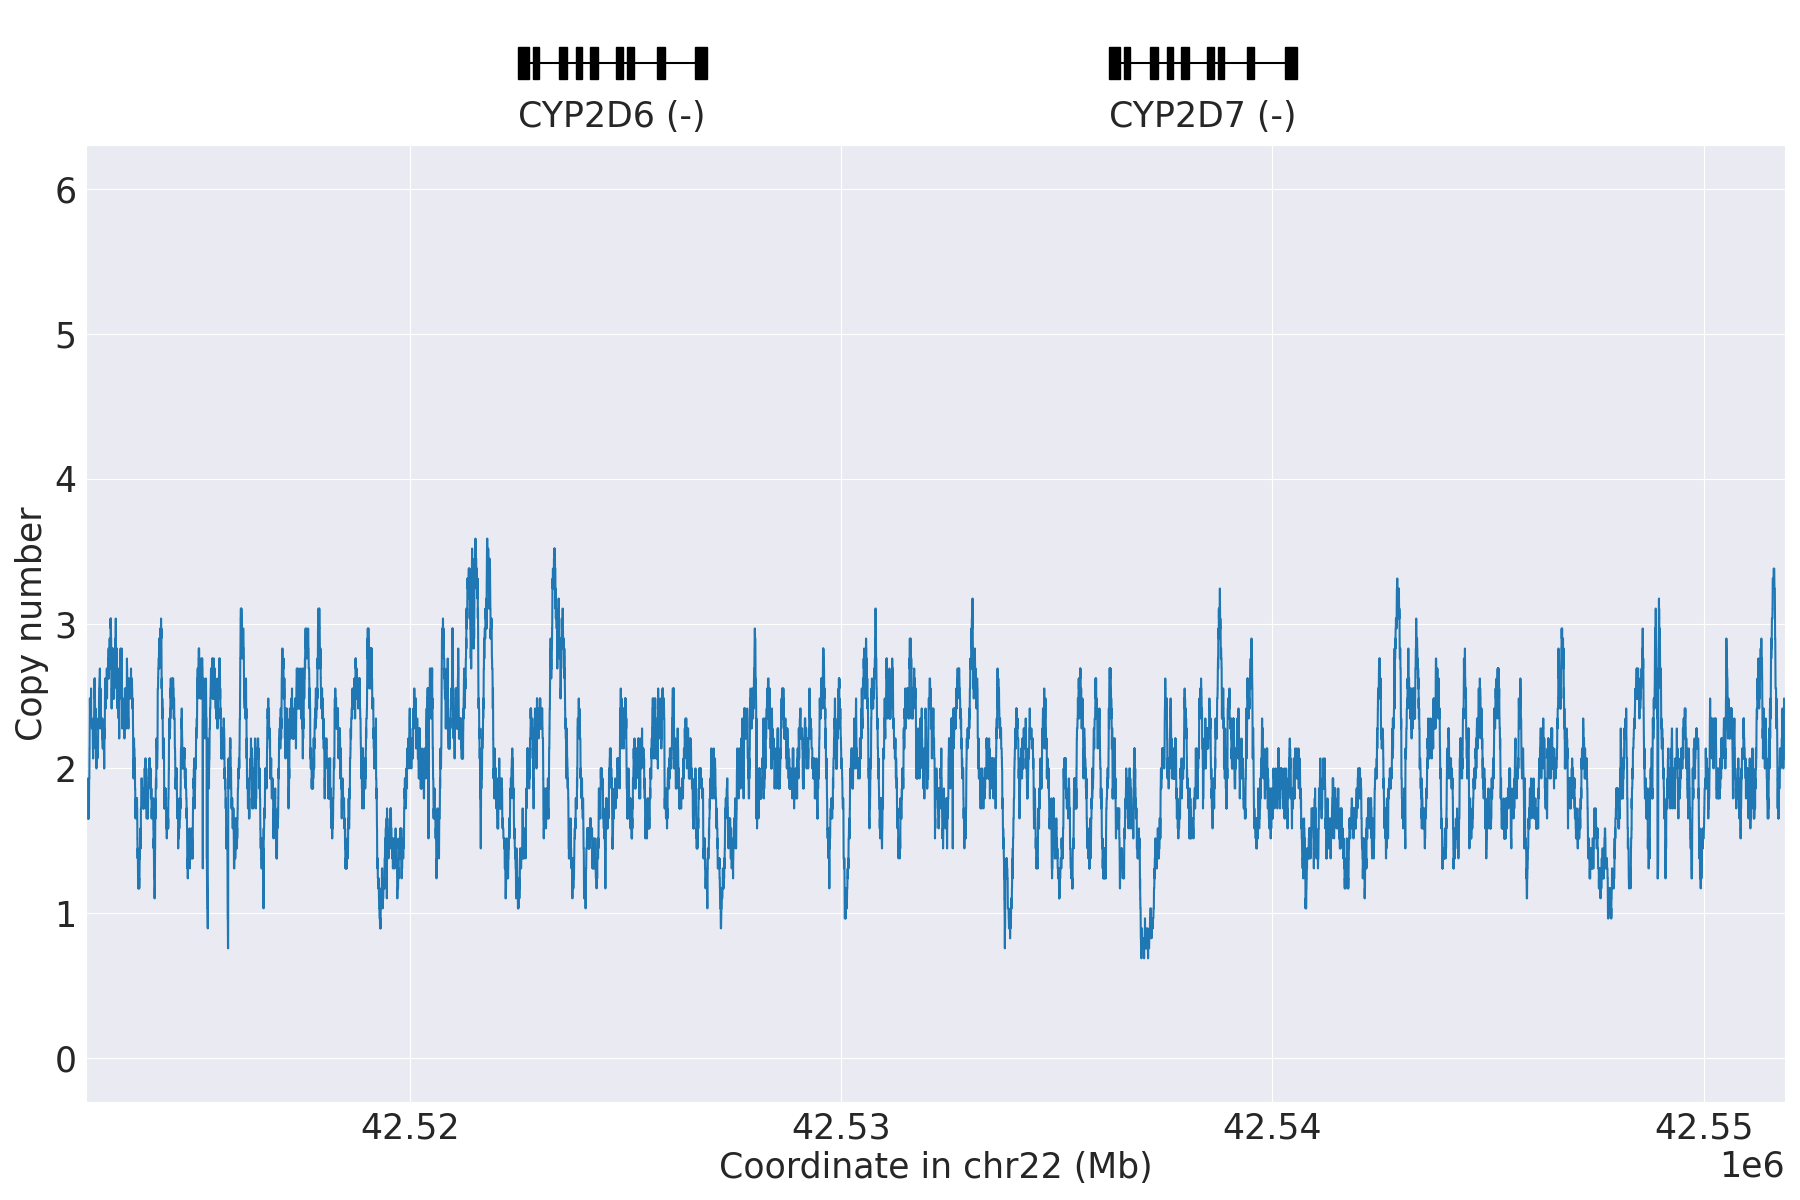 CYP2D6 (-) CYP2D7 (-)
6
5
4
3
2
1
0
Copy number
42.52 42.53 42.54 42.55
Coordinate in chr22 (Mb)
1e6